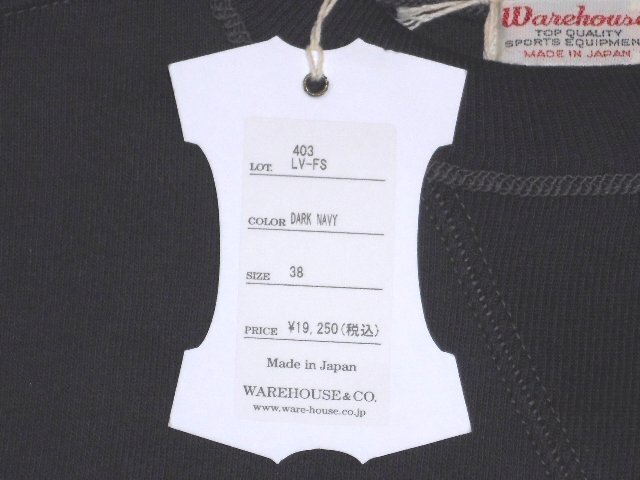 Warehouse
TOP QUALITY
SPORTS EQUIPMEN
MADE IN JAPAN
403
LOT. LV-FS
COLOR DARK NAVY
SIZE 38
PRICE ¥19,250(税込)
Made in Japan
WAREHOUSE & CO.
www.ware-house.co.jp